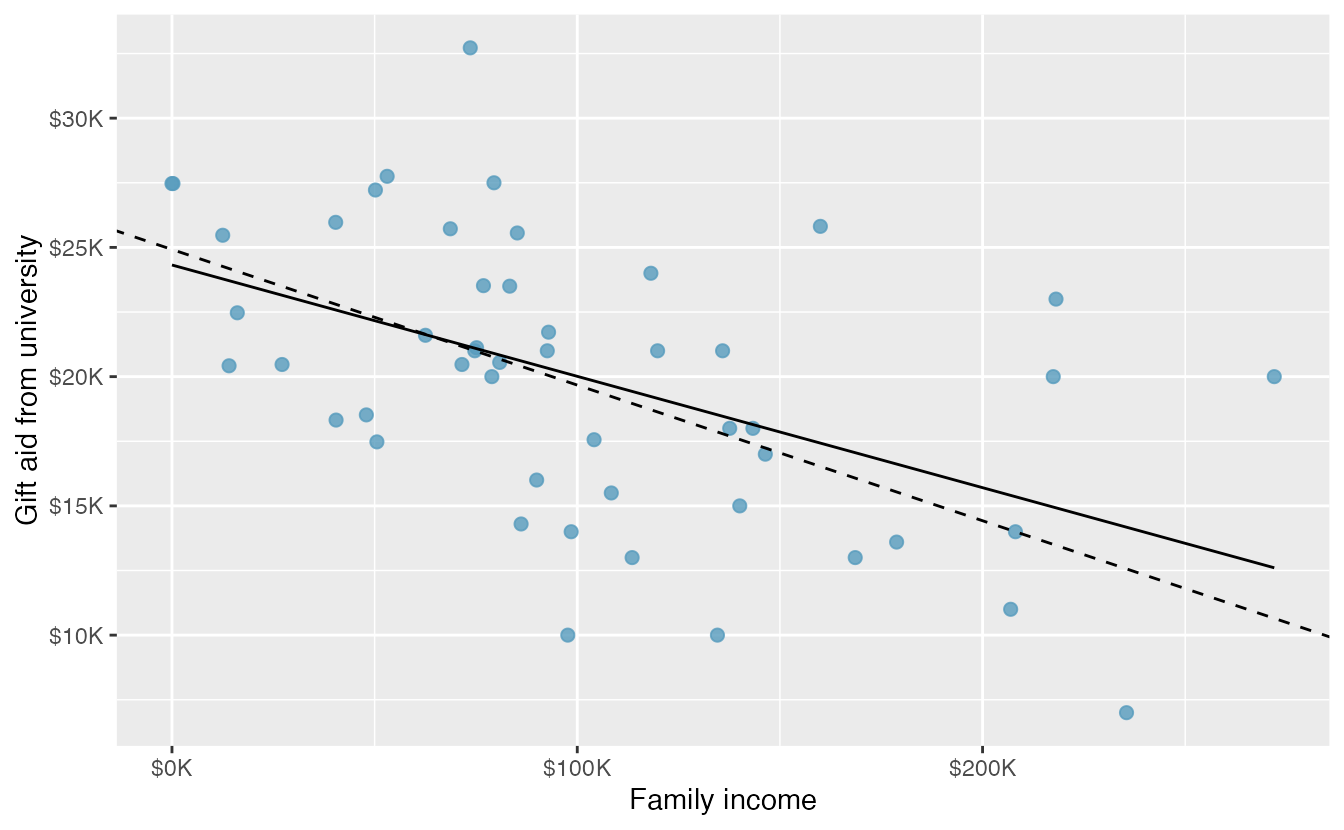 $30K
$25K
$20K
$15K
$10K
Gift aid from university
$0K
$100K
$200K
Family income